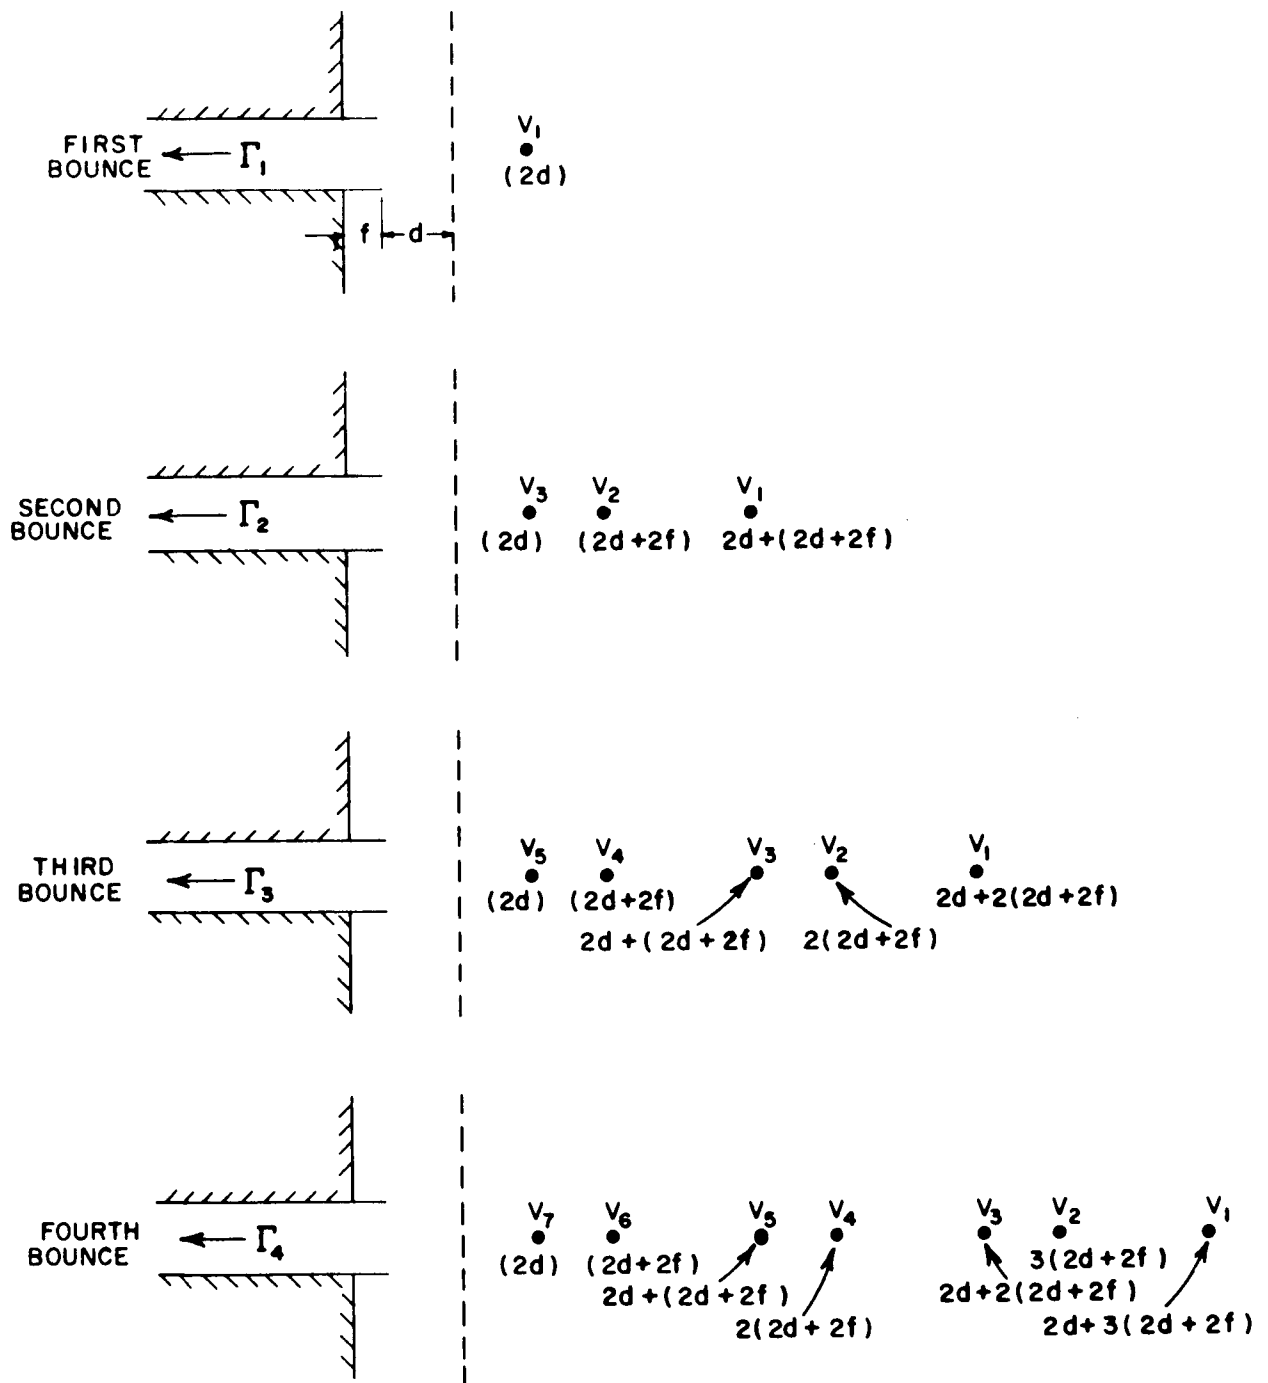 V₁
FIRST
BOUNCE
Γ₁
(2d)
f
d
V₃ V₂ V₁
SECOND
BOUNCE
Γ₂
(2d) (2d+2f) 2d+(2d+2f)
V₅ V₄ V₃ V₂ V₁
THIRD
BOUNCE
Γ₃
(2d) (2d+2f) 2d+2(2d+2f)
2d+(2d+2f) 2(2d+2f)
V₇ V₆ V₅ V₄ V₃ V₂ V₁
FOURTH
BOUNCE
Γ₄
(2d) (2d+2f) 3(2d+2f)
2d+(2d+2f) 2d+2(2d+2f)
2(2d+2f) 2d+3(2d+2f)